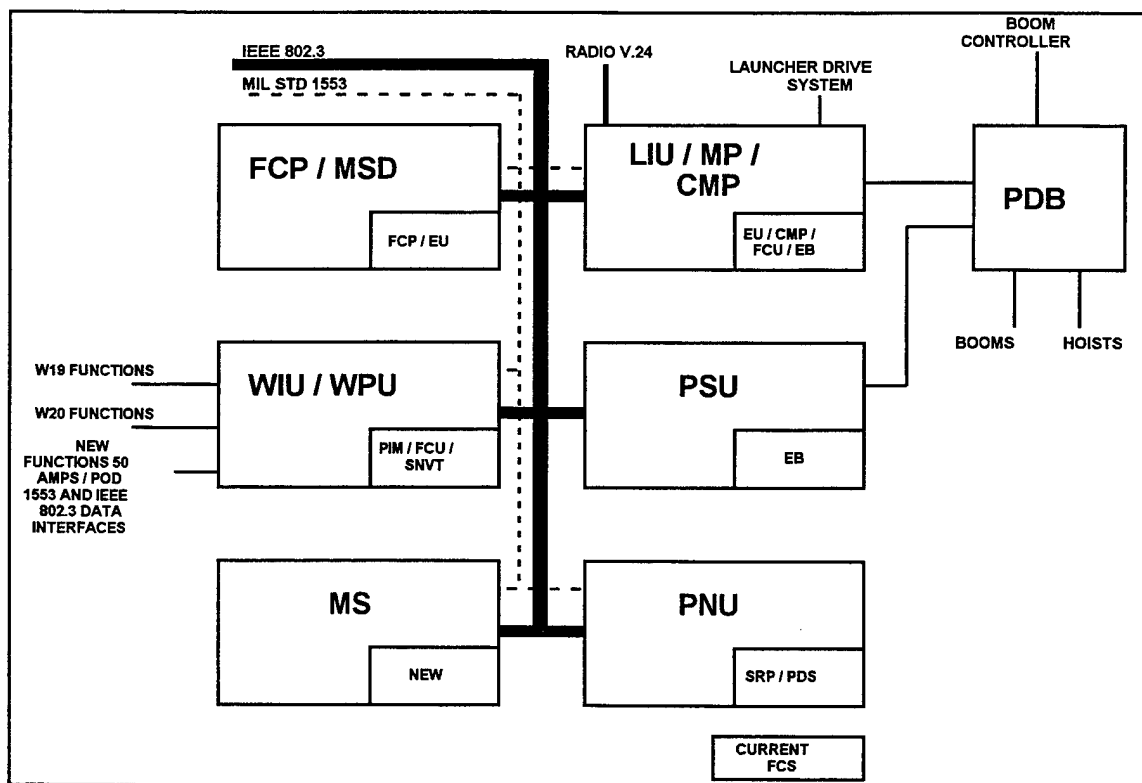 IEEE 802.3
MIL STD 1553
RADIO V.24
LAUNCHER DRIVE
SYSTEM
BOOM
CONTROLLER
FCP / MSD
FCP / EU
LIU / MP /
CMP
EU / CMP /
FCU / EB
PDB
BOOMS
HOISTS
W19 FUNCTIONS
W20 FUNCTIONS
NEW
FUNCTIONS 50
AMPS / POD
1553 AND IEEE
802.3 DATA
INTERFACES
WIU / WPU
PIM / FCU /
SNVT
PSU
EB
MS
NEW
PNU
SRP / PDS
CURRENT
FCS